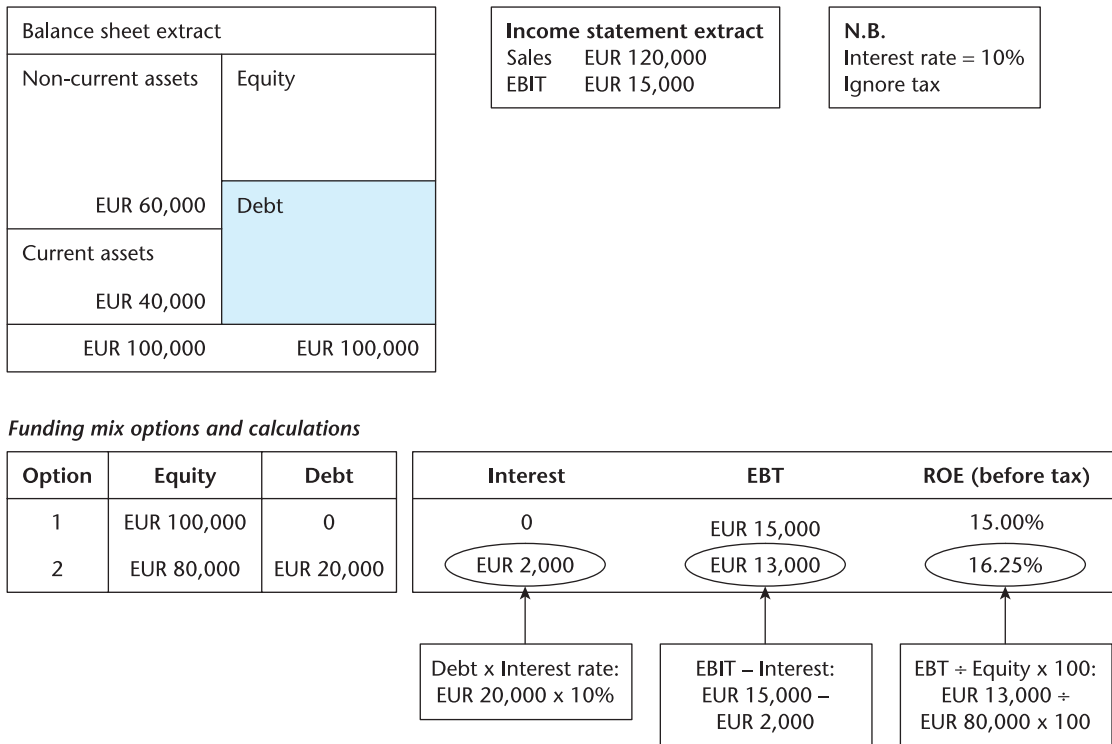 Balance sheet extract
Non-current assets
EUR 60,000
Current assets
EUR 40,000
EUR 100,000
Equity
Debt
EUR 100,000
Income statement extract
Sales EUR 120,000
EBIT EUR 15,000
N.B.
Interest rate = 10%
Ignore tax
Funding mix options and calculations
Option Equity Debt Interest EBT ROE (before tax)
1 EUR 100,000 0 0 EUR 15,000 15.00%
2 EUR 80,000 EUR 20,000 EUR 2,000 EUR 13,000 16.25%
Debt x Interest rate:
EUR 20,000 x 10%
EBIT – Interest:
EUR 15,000 –
EUR 2,000
EBT ÷ Equity x 100:
EUR 13,000 ÷
EUR 80,000 x 100